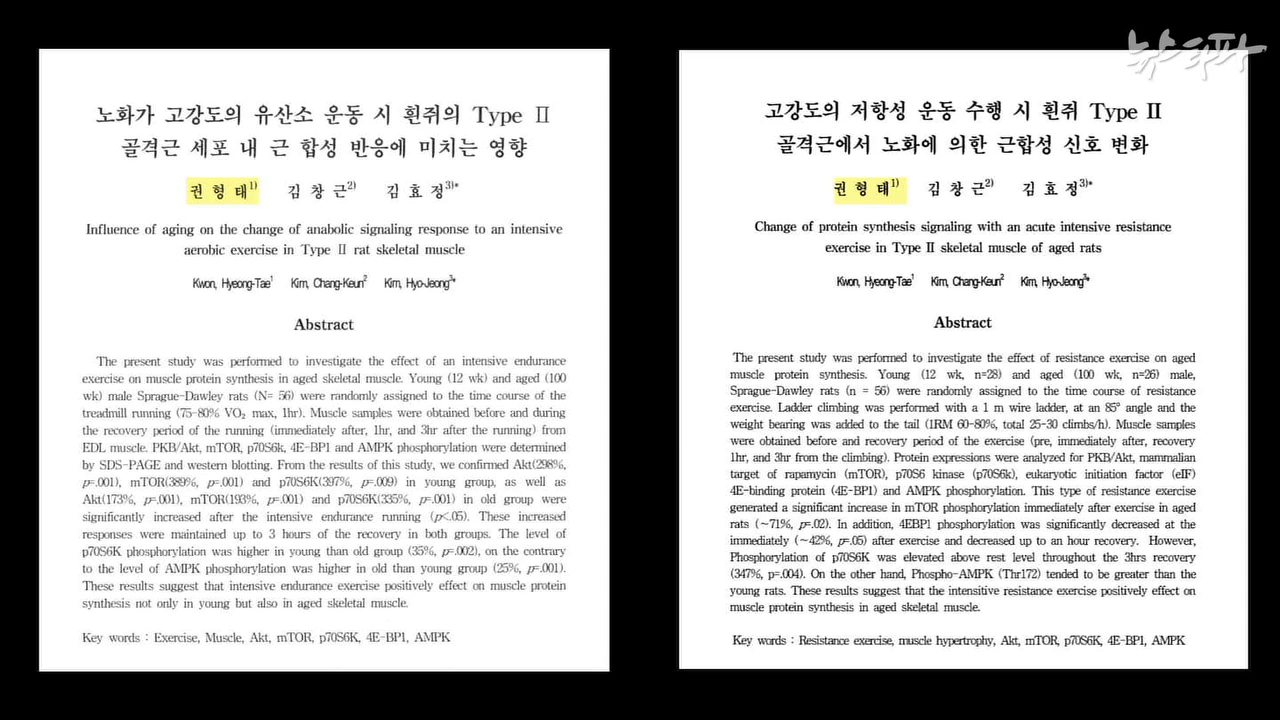 뉴스타파
노화가 고강도의 유산소 운동 시 흰쥐의 Type Ⅱ
골격근 세포 내 근 합성 반응에 미치는 영향
권 형 태1) 김 창 근2) 김 효 정3)*
Influence of aging on the change of anabolic signaling response to an intensive
aerobic exercise in Type Ⅱ rat skeletal muscle
Kwon, Hyeong-Tae1 Kim, Chang-Keun2 Kim, Hyo-Jeong3*
Abstract
The present study was performed to investigate the effect of an intensive endurance
exercise on muscle protein synthesis in aged skeletal muscle. Young (12 wk) and aged (100
wk) male Sprague-Dawley rats (N= 56) were randomly assigned to the time course of the
treadmill running (75-80% VO₂ max, 1hr). Muscle samples were obtained before and during
the recovery period of the running (immediately after, 1hr, and 3hr after the running) from
EDL muscle. PKB/Akt, mTOR, p70S6k, 4E-BP1 and AMPK phosphorylation were determined
by SDS-PAGE and western blotting. From the results of this study, we confirmed Akt(298%,
p=.001), mTOR(389%, p=.001) and p70S6K(397%, p=.009) in young group, as well as
Akt(173%, p=.001), mTOR(193%, p=.001) and p70S6K(335%, p=.001) in old group were
significantly increased after the intensive endurance running (p<.05). These increased
responses were maintained up to 3 hours of the recovery in both groups. The level of
p70S6K phosphorylation was higher in young than old group (35%, p=.002), on the contrary
to the level of AMPK phosphorylation was higher in old than young group (25%, p=.001).
These results suggest that intensive endurance exercise positively effect on muscle protein
synthesis not only in young but also in aged skeletal muscle.
Key words : Exercise, Muscle, Akt, mTOR, p70S6K, 4E-BP1, AMPK
고강도의 저항성 운동 수행 시 흰쥐 Type Ⅱ
골격근에서 노화에 의한 근합성 신호 변화
권 형 태1) 김 창 근2) 김 효 정3)*
Change of protein synthesis signaling with an acute intensive resistance
exercise in Type Ⅱ skeletal muscle of aged rats
Kwon, Hyeong-Tae1 Kim, Chang-Keun2 Kim, Hyo-Jeong3*
Abstract
The present study was performed to investigate the effect of resistance exercise on aged
muscle protein synthesis. Young (12 wk, n=28) and aged (100 wk, n=26) male,
Sprague-Dawley rats (n = 56) were randomly assigned to the time course of resistance
exercise. Ladder climbing was performed with a 1 m wire ladder, at an 85° angle and the
weight bearing was added to the tail (1RM 60-80%, total 25-30 climbs/h). Muscle samples
were obtained before and recovery period of the exercise (pre, immediately after, recovery
1hr, and 3hr from the climbing). Protein expressions were analyzed for PKB/Akt, mammalian
target of rapamycin (mTOR), p70S6 kinase (p70S6k), eukaryotic initiation factor (eIF)
4E-binding protein (4E-BP1) and AMPK phosphorylation. This type of resistance exercise
generated a significant increase in mTOR phosphorylation immediately after exercise in aged
rats (~71%, p=.02). In addition, 4EBP1 phosphorylation was significantly decreased at the
immediately (~42%, p=.05) after exercise and decreased up to an hour recovery. However,
Phosphorylation of p70S6K was elevated above rest level throughout the 3hrs recovery
(347%, p=.004). On the other hand, Phospho-AMPK (Thr172) tended to be greater than the
young rats. These results suggest that the intensitive resistance exercise positively effect on
muscle protein synthesis in aged skeletal muscle.
Key words : Resistance exercise, muscle hypertrophy, Akt, mTOR, p70S6K, 4E-BP1, AMPK